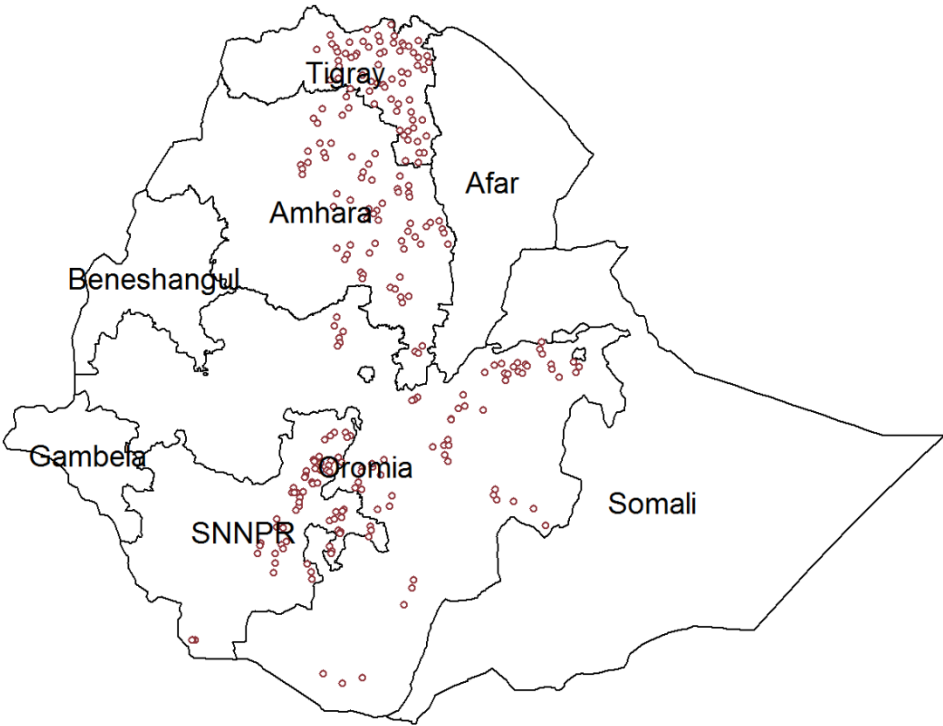 Tigray
Afar
Amhara
Beneshangul
Gambela
Oromia
Somali
SNNPR